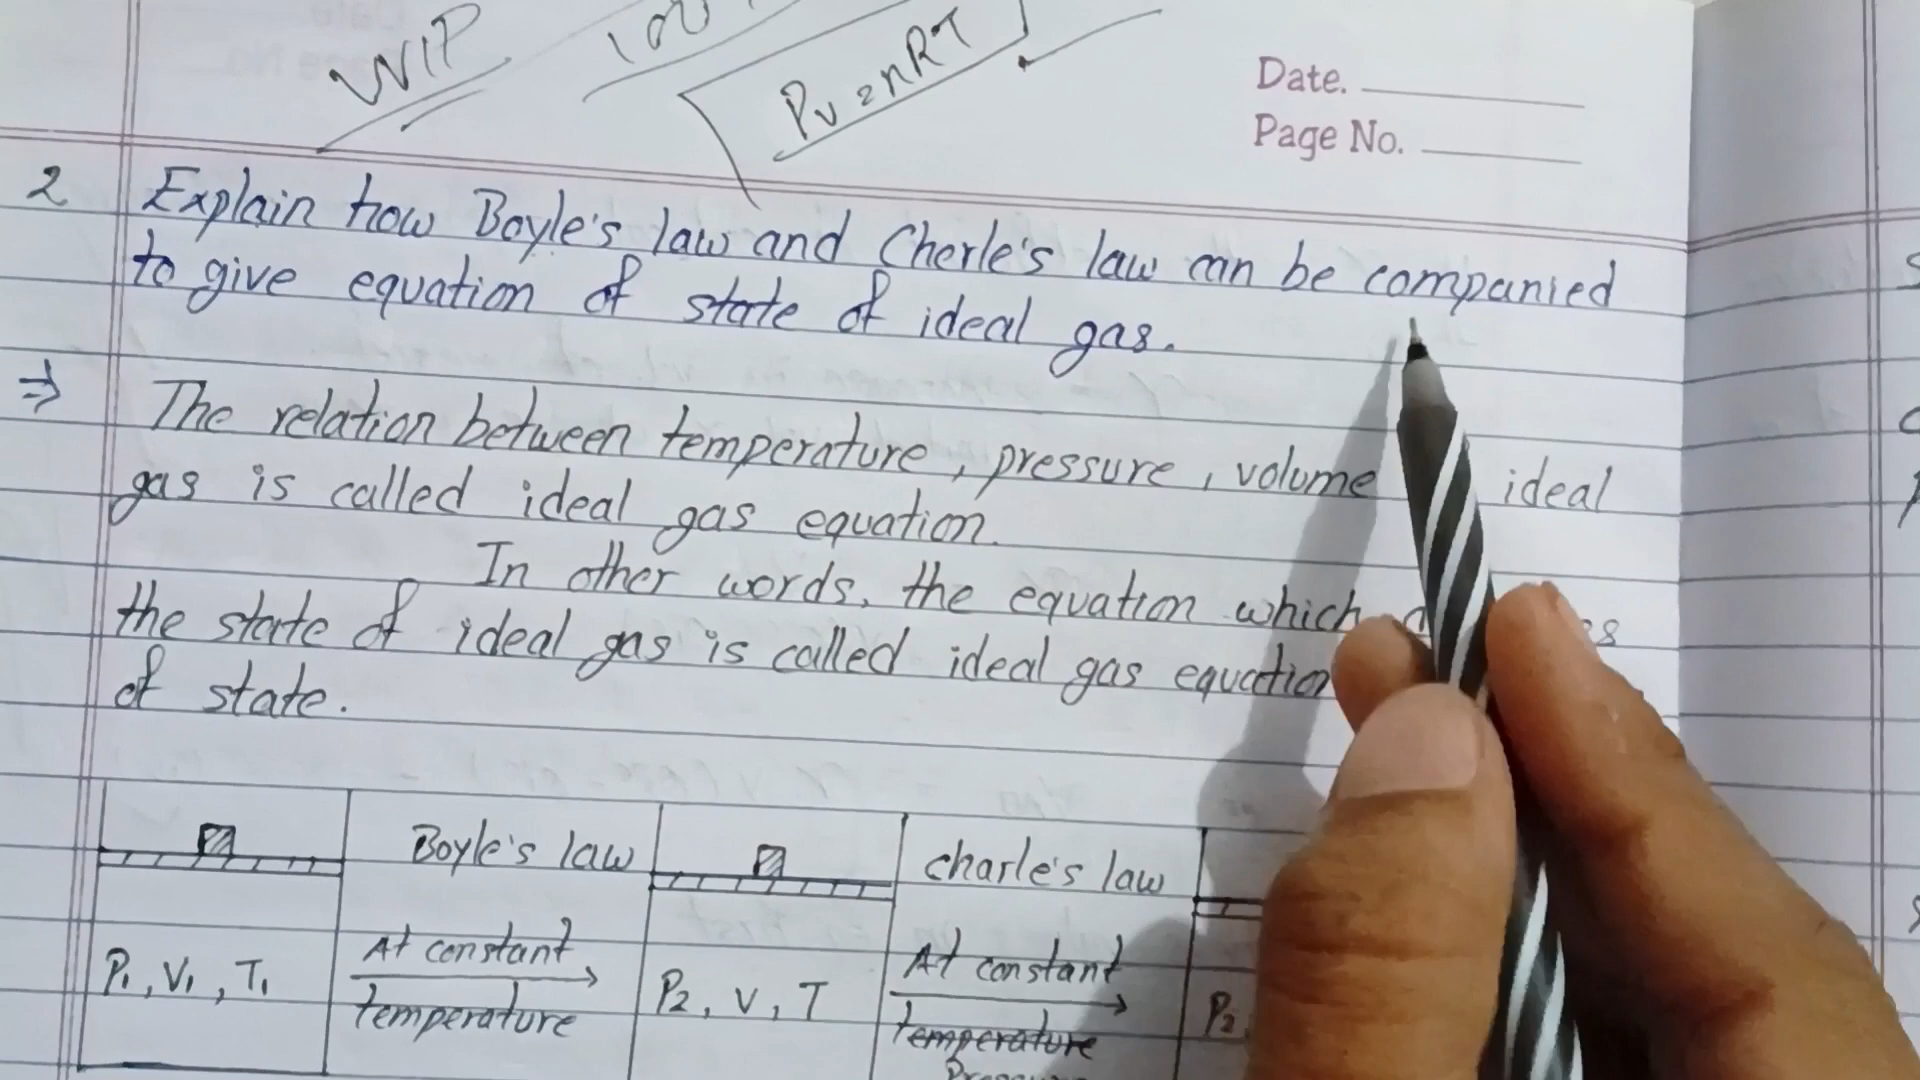 WIP
PV = nRT
Date.
Page No.
2 Explain how Boyle's law and Cherle's law can be companied
to give equation of state of ideal gas.
⇒ The relation between temperature, pressure, volume ideal
gas is called ideal gas equation.
In other words, the equation which
the state of ideal gas is called ideal gas equation
of state.
Boyle's law charle's law
At constant At constant
P₁, V₁, T₁ P₂, V, T P₂
temperature temperature